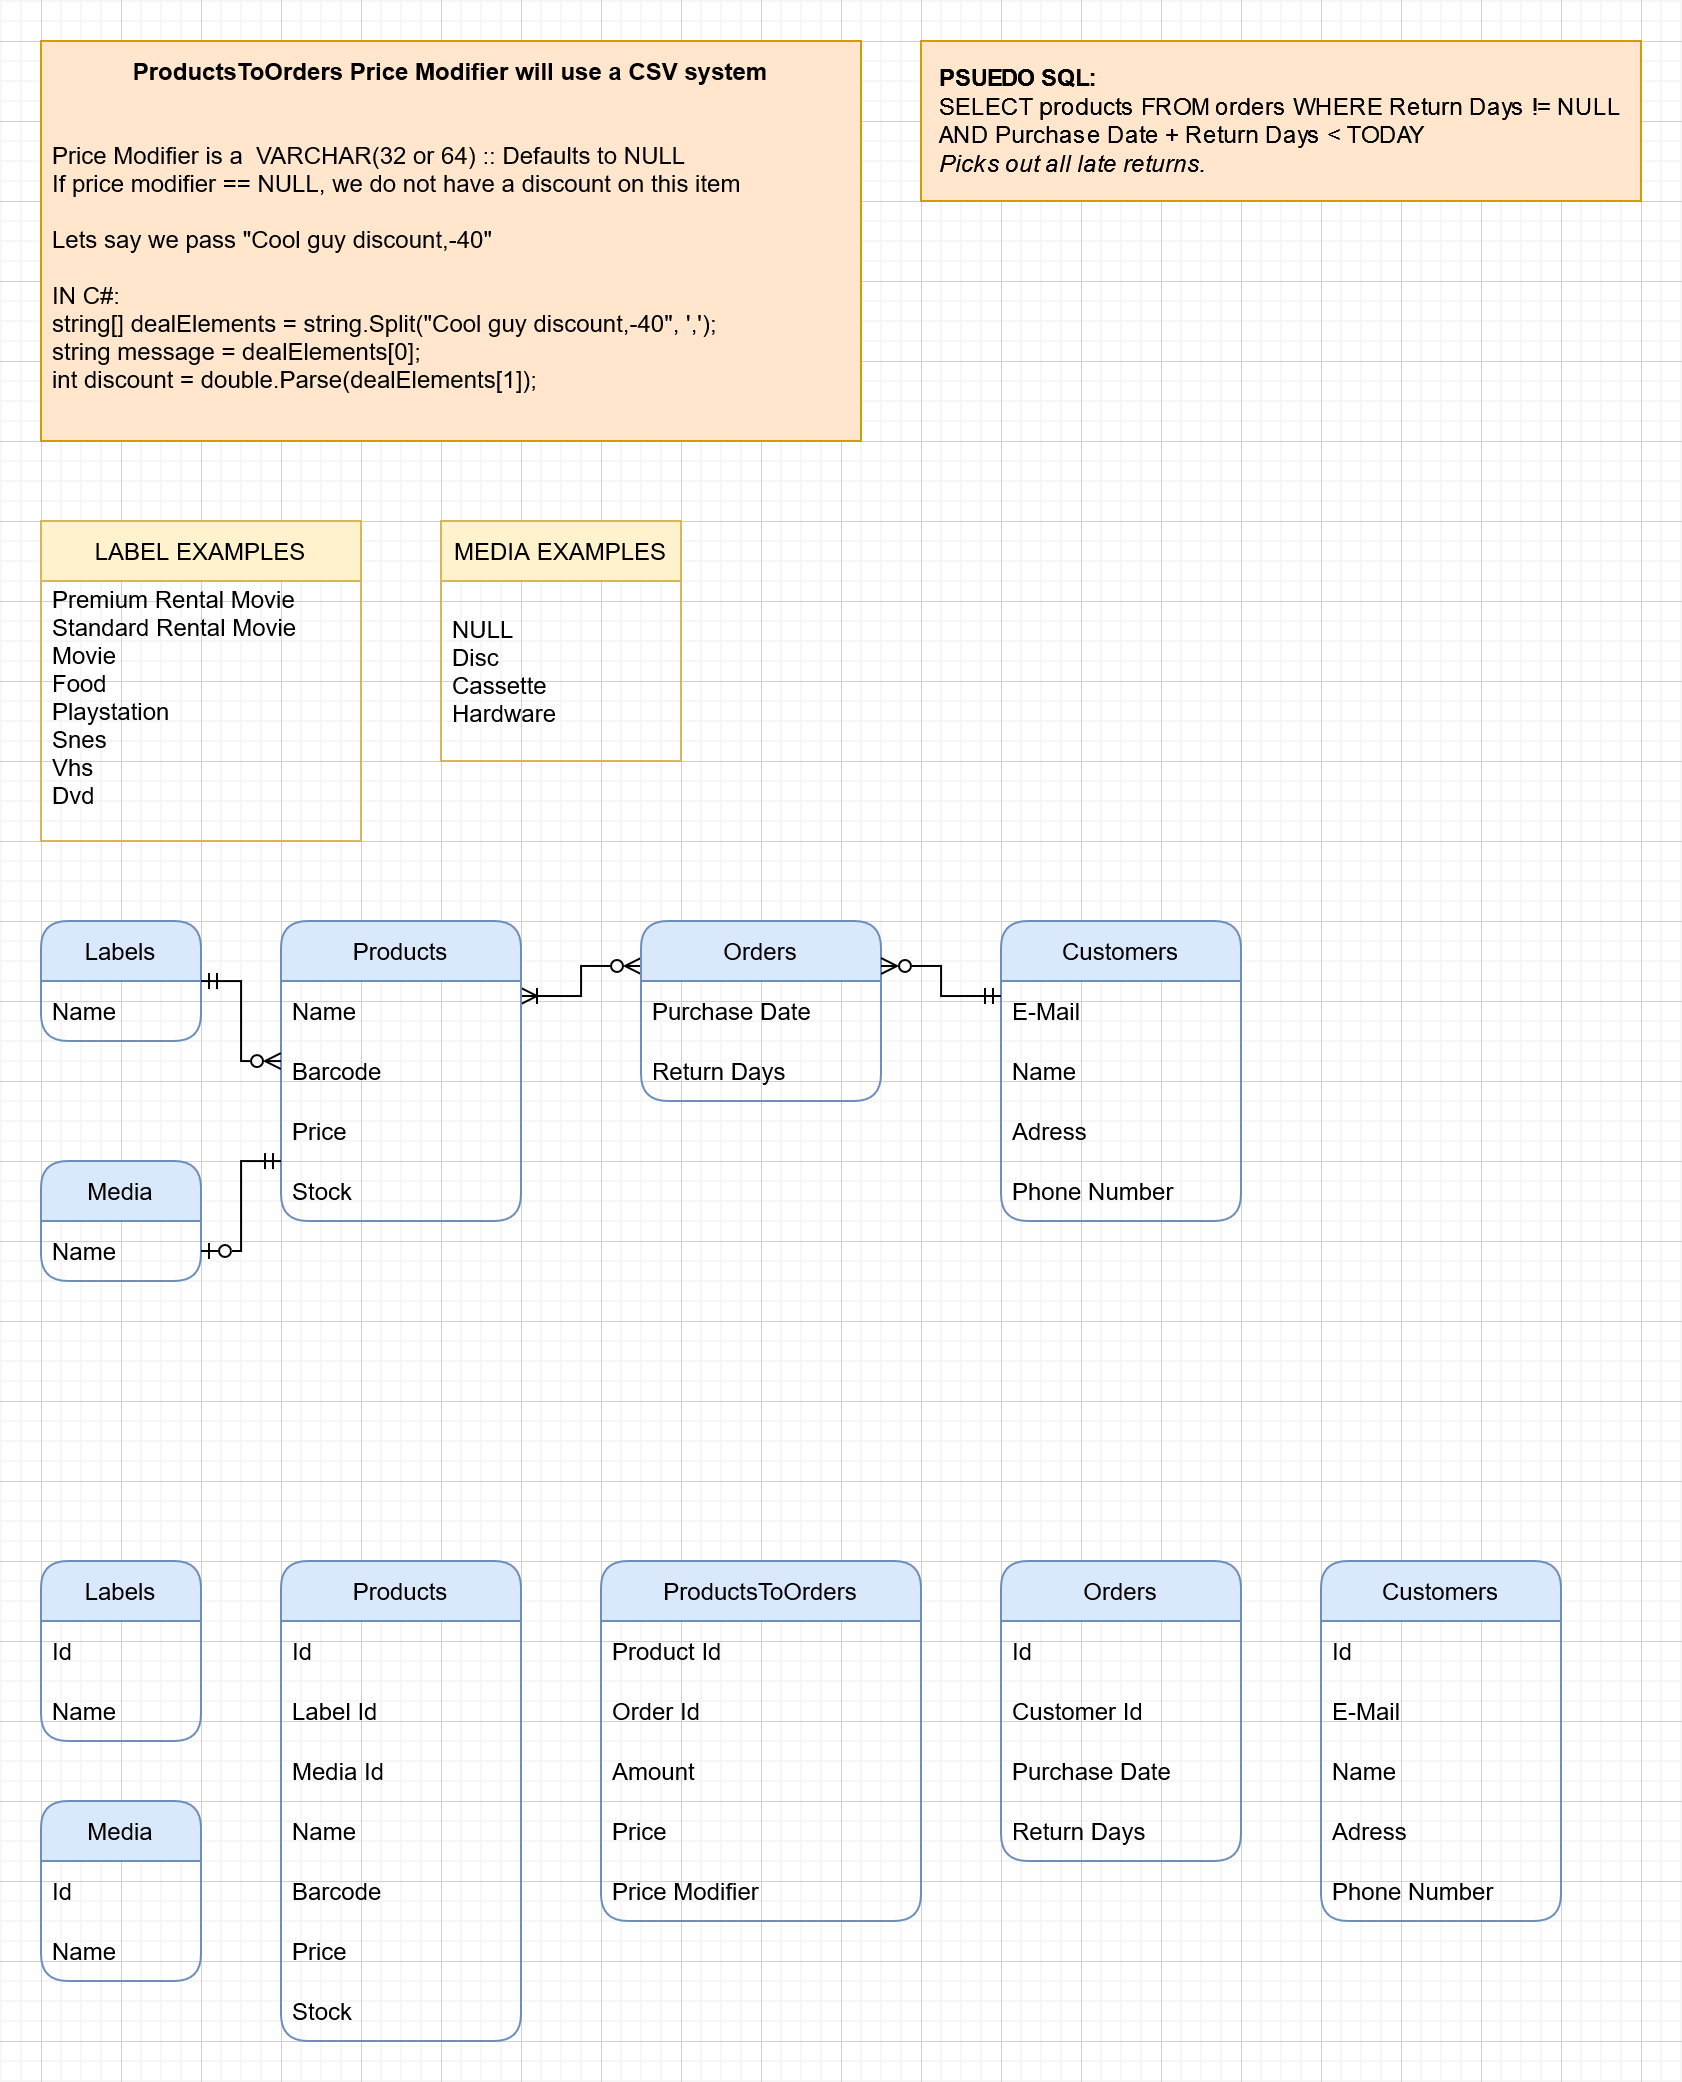 ProductsToOrders Price Modifier will use a CSV system
Price Modifier is a  VARCHAR(32 or 64) :: Defaults to NULL
If price modifier == NULL, we do not have a discount on this item
Lets say we pass "Cool guy discount,-40"
IN C#:
string[] dealElements = string.Split("Cool guy discount,-40", ',');
string message = dealElements[0];
int discount = double.Parse(dealElements[1]);
PSUEDO SQL:
SELECT products FROM orders WHERE Return Days != NULL
AND Purchase Date + Return Days < TODAY
Picks out all late returns.
LABEL EXAMPLES
Premium Rental Movie
Standard Rental Movie
Movie
Food
Playstation
Snes
Vhs
Dvd
MEDIA EXAMPLES
NULL
Disc
Cassette
Hardware
Labels
Name
Media
Name
Products
Name
Barcode
Price
Stock
Orders
Purchase Date
Return Days
Customers
E-Mail
Name
Adress
Phone Number
Labels
Id
Name
Media
Id
Name
Products
Id
Label Id
Media Id
Name
Barcode
Price
Stock
ProductsToOrders
Product Id
Order Id
Amount
Price
Price Modifier
Orders
Id
Customer Id
Purchase Date
Return Days
Customers
Id
E-Mail
Name
Adress
Phone Number